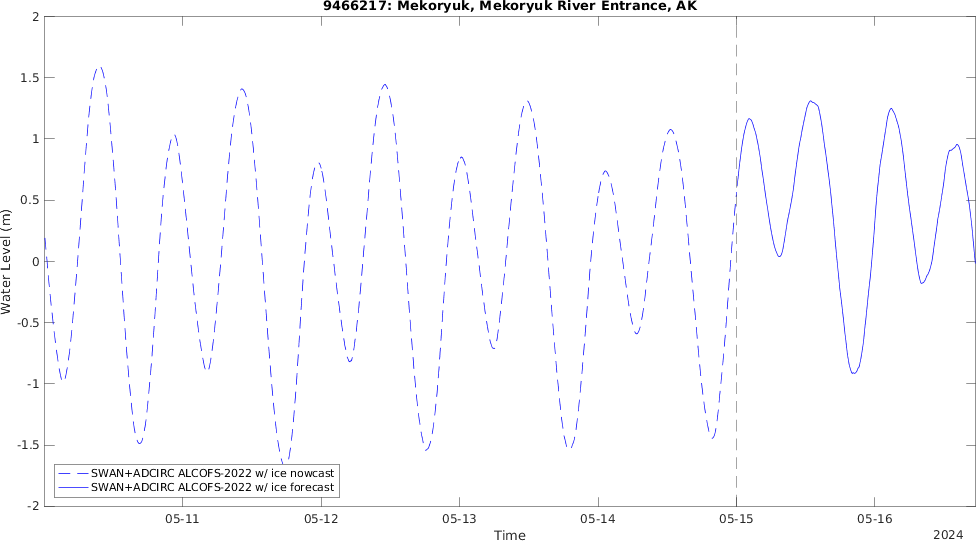 9466217: Mekoryuk, Mekoryuk River Entrance, AK
2
1.5
1
0.5
0
-0.5
-1
-1.5
-2
Water Level (m)
SWAN+ADCIRC ALCOFS-2022 w/ ice nowcast
SWAN+ADCIRC ALCOFS-2022 w/ ice forecast
05-11 05-12 05-13 05-14 05-15 05-16
Time
2024